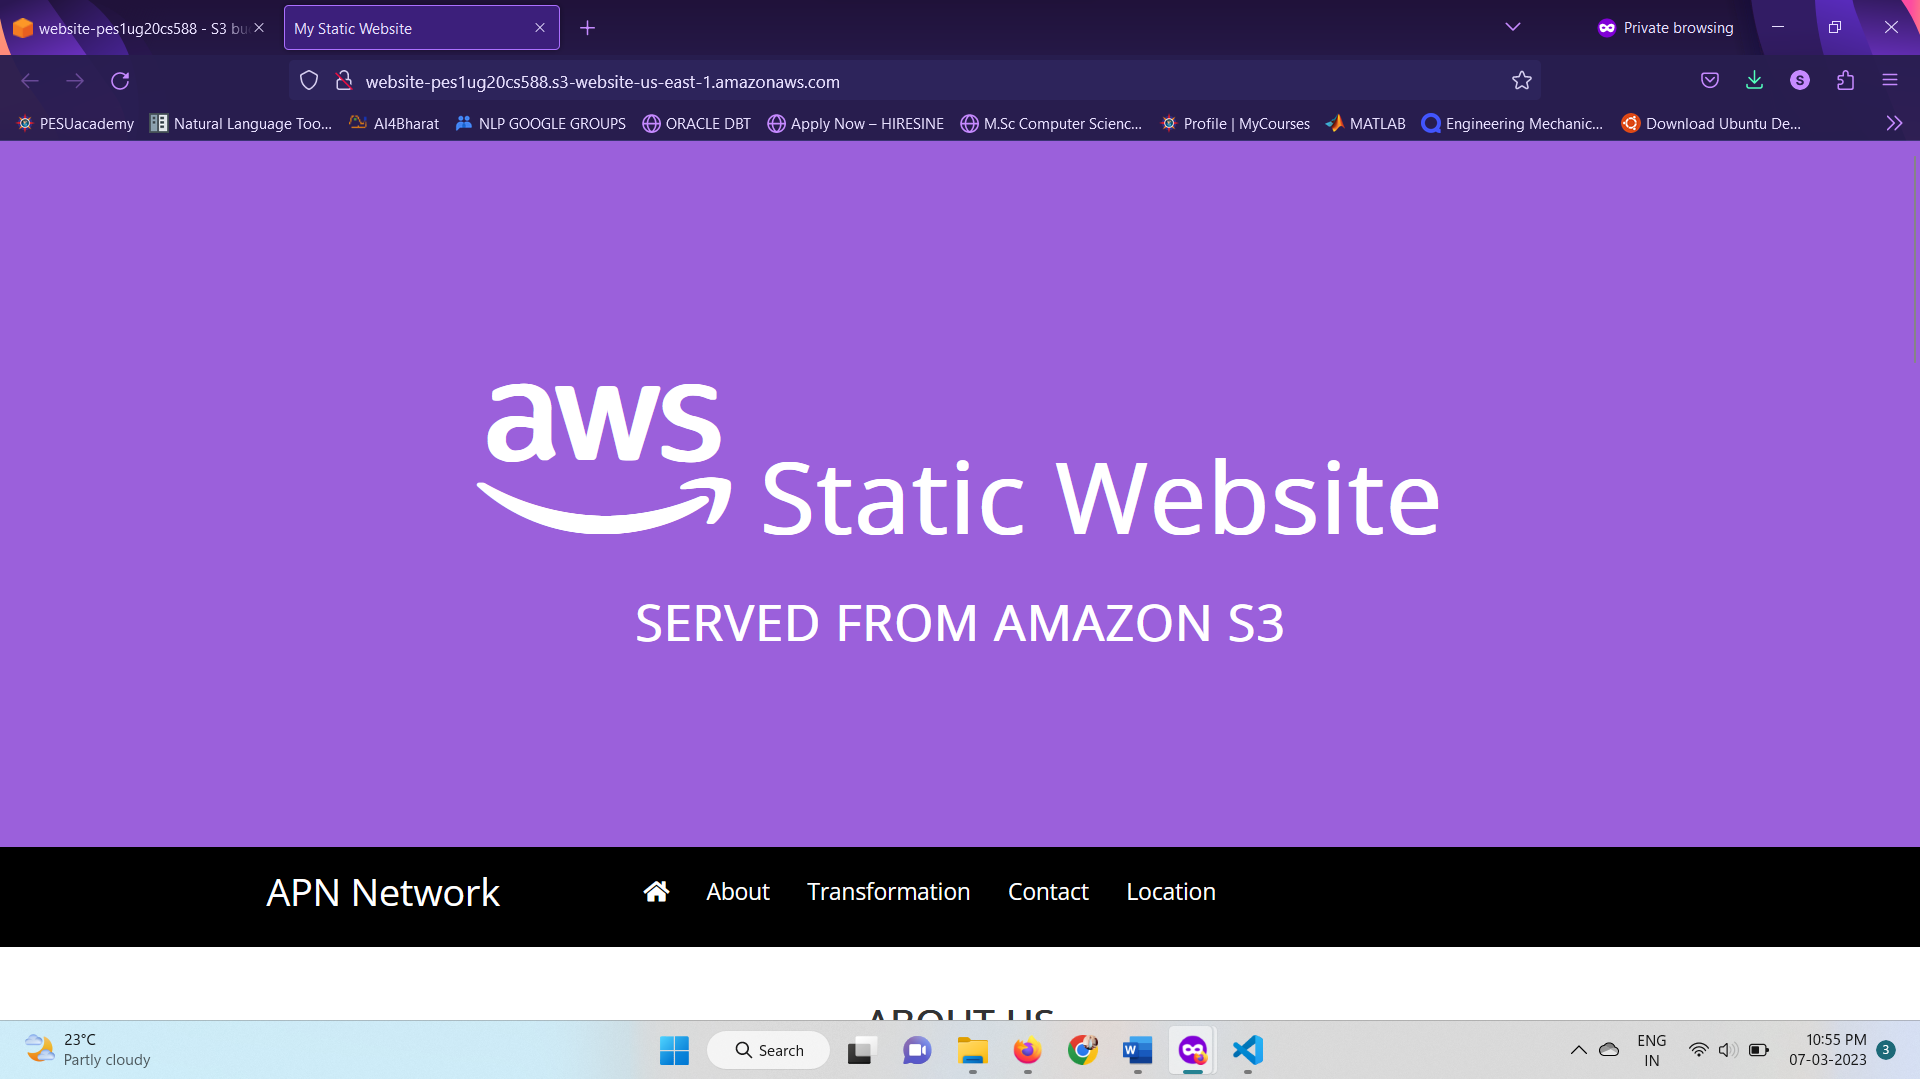 website-pes1ug20cs588 - S3 bu
My Static Website
Private browsing
website-pes1ug20cs588.s3-website-us-east-1.amazonaws.com
S
PESUacademy
Natural Language Too...
AI4Bharat
NLP GOOGLE GROUPS
ORACLE DBT
Apply Now – HIRESINE
M.Sc Computer Scienc...
Profile | MyCourses
MATLAB
Engineering Mechanic...
Download Ubuntu De...
aws Static Website
SERVED FROM AMAZON S3
APN Network
About
Transformation
Contact
Location
ABOUT US
23°C
Partly cloudy
Search
W
ENG
IN
10:55 PM
07-03-2023
3